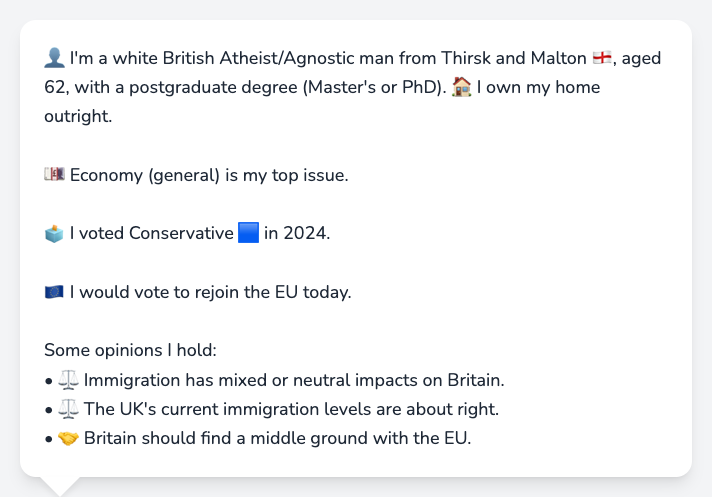 👤 I'm a white British Atheist/Agnostic man from Thirsk and Malton 🏴󠁧󠁢󠁥󠁮󠁧󠁿, aged
62, with a postgraduate degree (Master's or PhD). 🏠 I own my home
outright.
💷 Economy (general) is my top issue.
🗳️ I voted Conservative 🟦 in 2024.
🇪🇺 I would vote to rejoin the EU today.
Some opinions I hold:
• ⚖️ Immigration has mixed or neutral impacts on Britain.
• ⚖️ The UK's current immigration levels are about right.
• 🤝 Britain should find a middle ground with the EU.